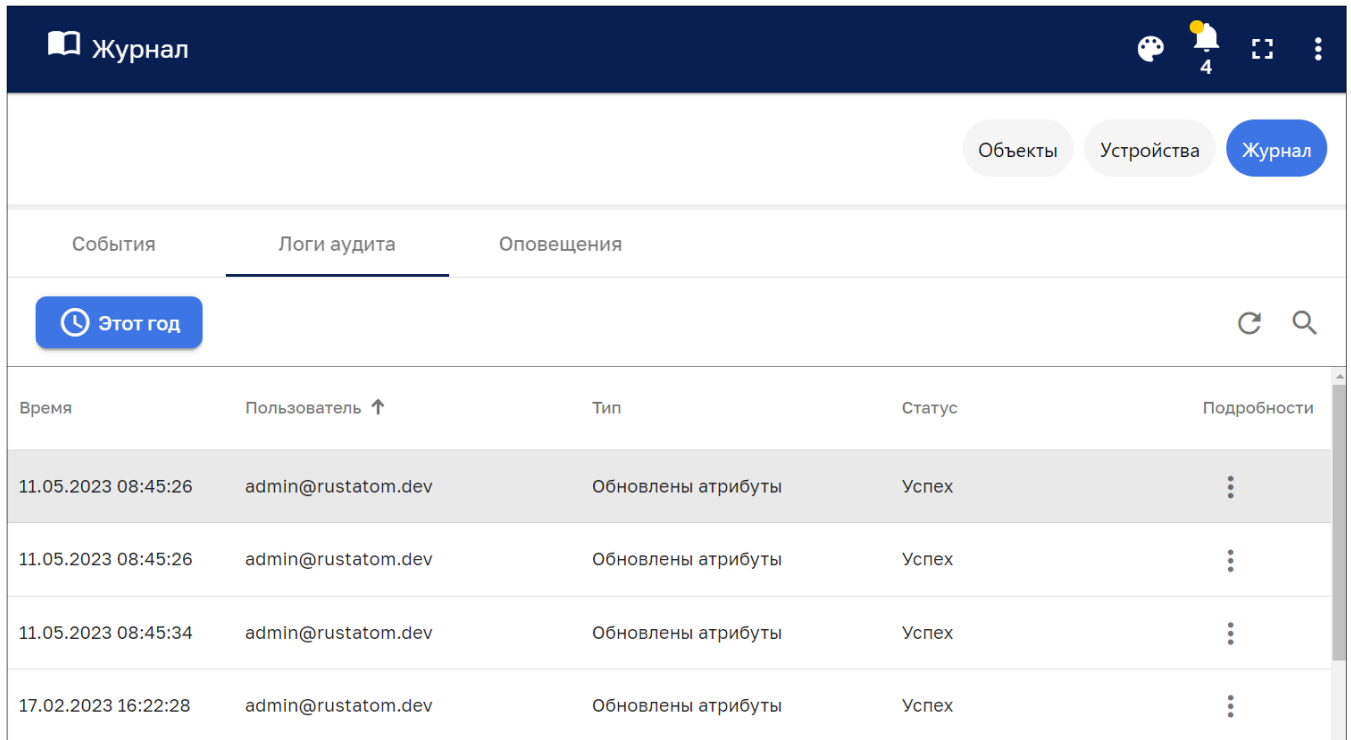 Журнал
4
Объекты Устройства Журнал
События Логи аудита Оповещения
Этот год
Время Пользователь Тип Статус Подробности
11.05.2023 08:45:26 admin@rustatom.dev Обновлены атрибуты Успех
11.05.2023 08:45:26 admin@rustatom.dev Обновлены атрибуты Успех
11.05.2023 08:45:34 admin@rustatom.dev Обновлены атрибуты Успех
17.02.2023 16:22:28 admin@rustatom.dev Обновлены атрибуты Успех